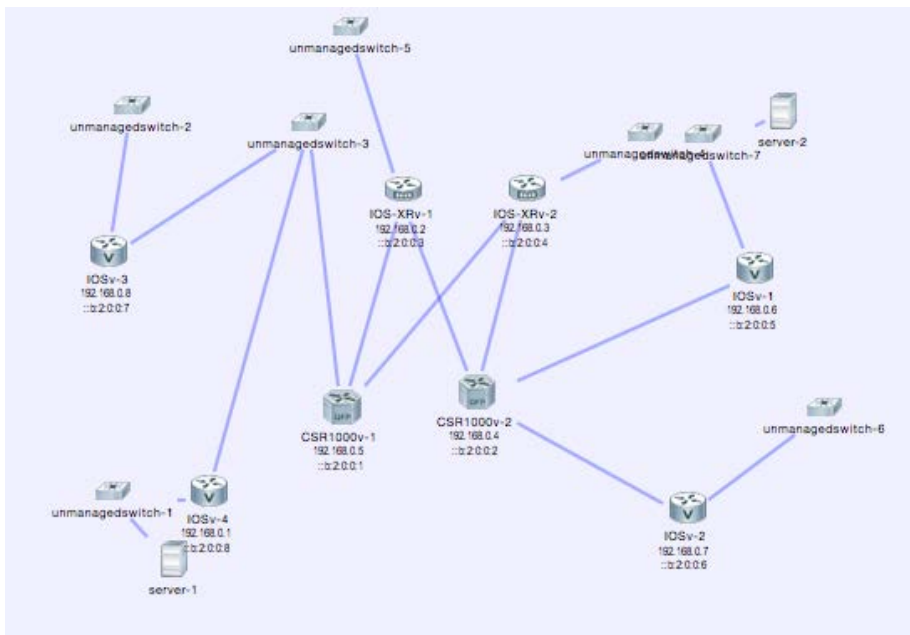 unmanagedswitch-5
unmanagedswitch-2
unmanagedswitch-3
server-2
unmanagedswitch-7
IOS-XRv-1
192.168.0.2
:::b:2:0:0:3
IOS-XRv-2
192.168.0.3
:::b:2:0:0:4
IOSv-3
192.168.0.8
:::b:2:0:0:7
IOSv-1
192.168.0.6
:::b:2:0:0:5
CSR1000v-1
192.168.0.5
:::b:2:0:0:1
CSR1000v-2
192.168.0.4
:::b:2:0:0:2
unmanagedswitch-6
unmanagedswitch-1
IOSv-4
192.168.0.1
:::b:2:0:0:8
server-1
IOSv-2
192.168.0.7
:::b:2:0:0:6